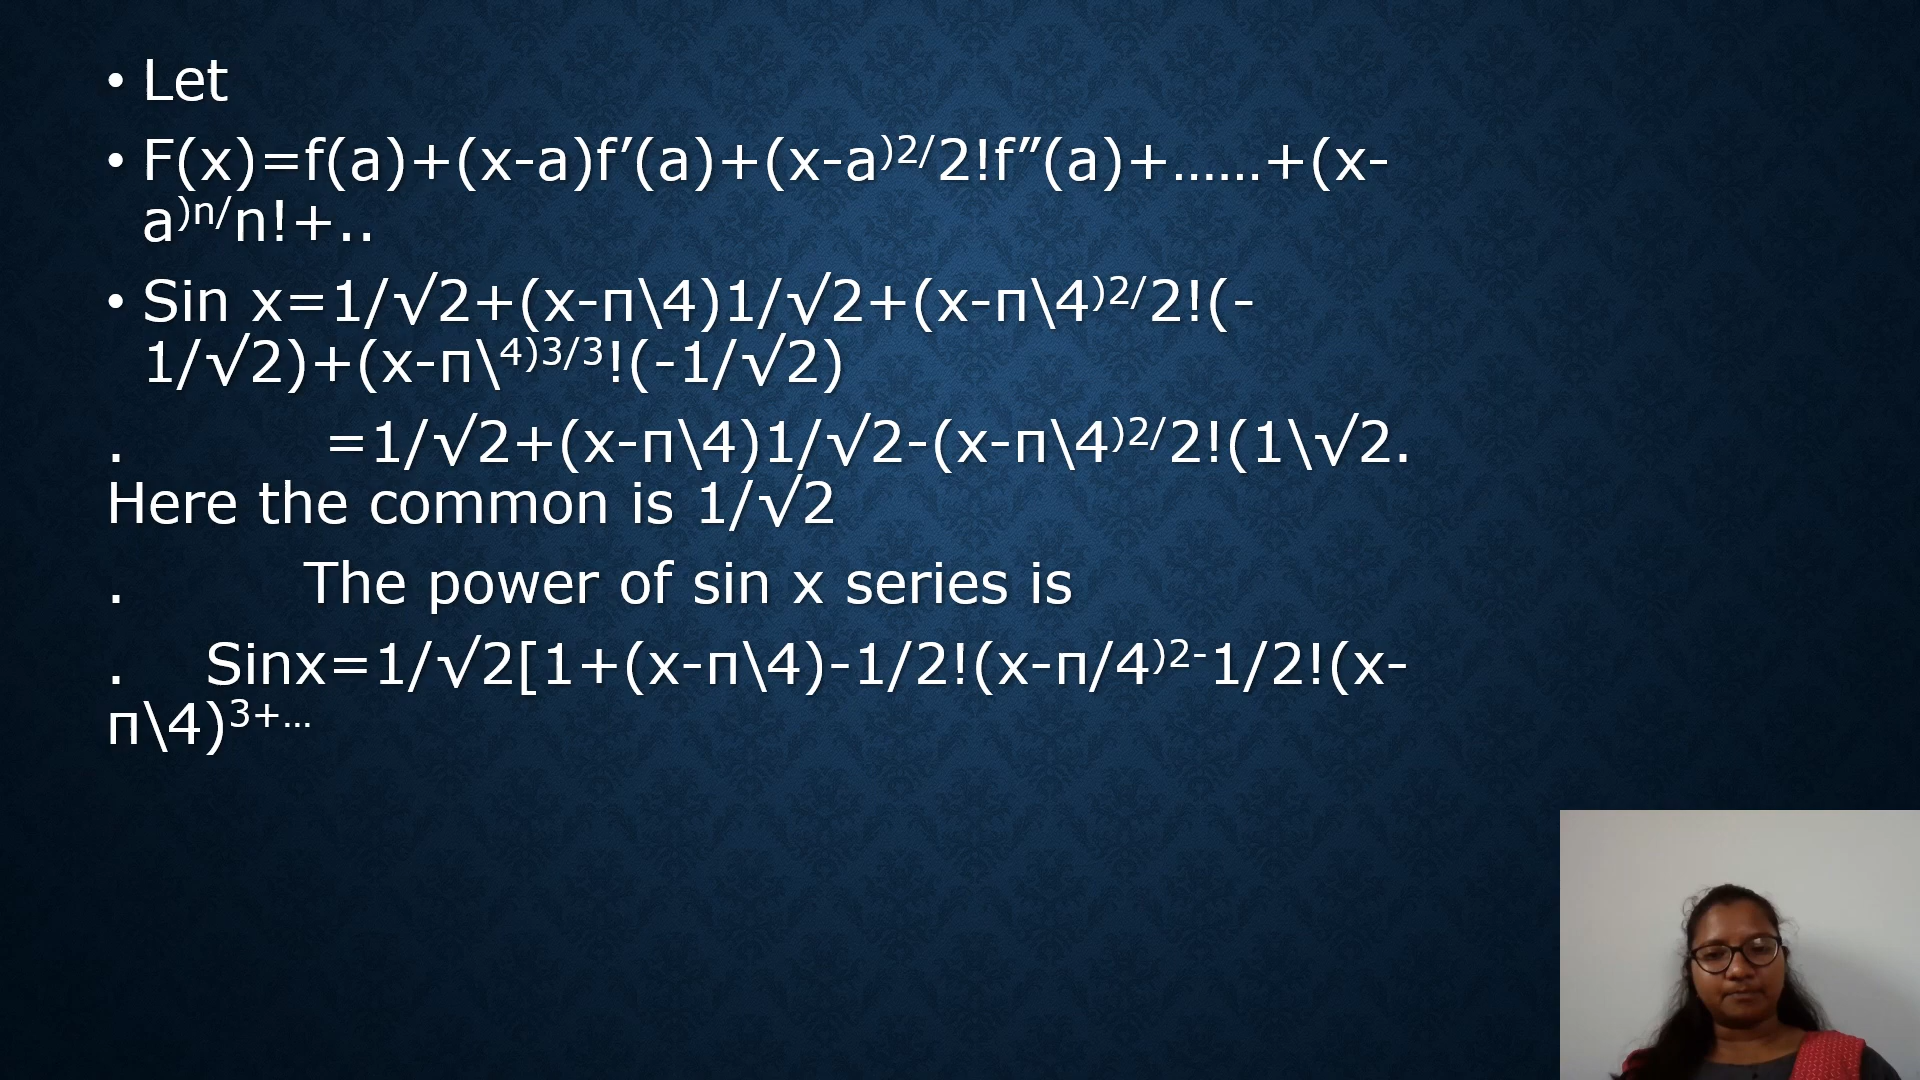 • Let
• F(x)=f(a)+(x-a)f’(a)+(x-a)2/2!f”(a)+……+(x-
a)n/n!+..
• Sin x=1/√2+(x-п\4)1/√2+(x-п\4)2/2!(-
1/√2)+(x-п\4)3/3!(-1/√2)
. =1/√2+(x-п\4)1/√2-(x-п\4)2/2!(1\√2.
Here the common is 1/√2
. The power of sin x series is
. Sinx=1/√2[1+(x-п\4)-1/2!(x-п/4)2-1/2!(x-
п\4)3+…